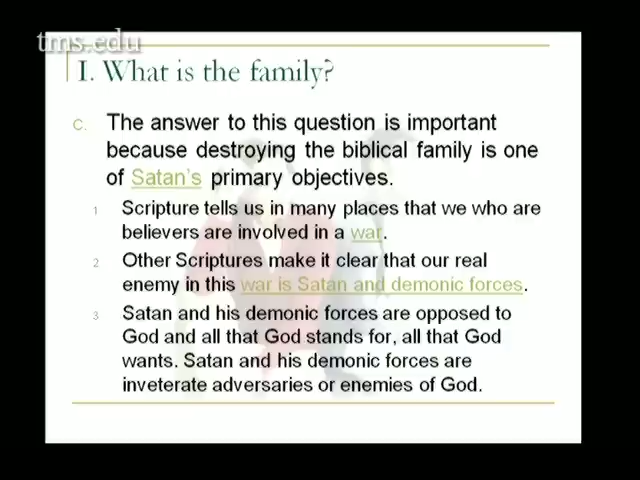 tms.edu
I. What is the family?
C. The answer to this question is important
because destroying the biblical family is one
of Satan's primary objectives.
1 Scripture tells us in many places that we who are
believers are involved in a war.
2 Other Scriptures make it clear that our real
enemy in this war is Satan and demonic forces.
3 Satan and his demonic forces are opposed to
God and all that God stands for, all that God
wants. Satan and his demonic forces are
inveterate adversaries or enemies of God.